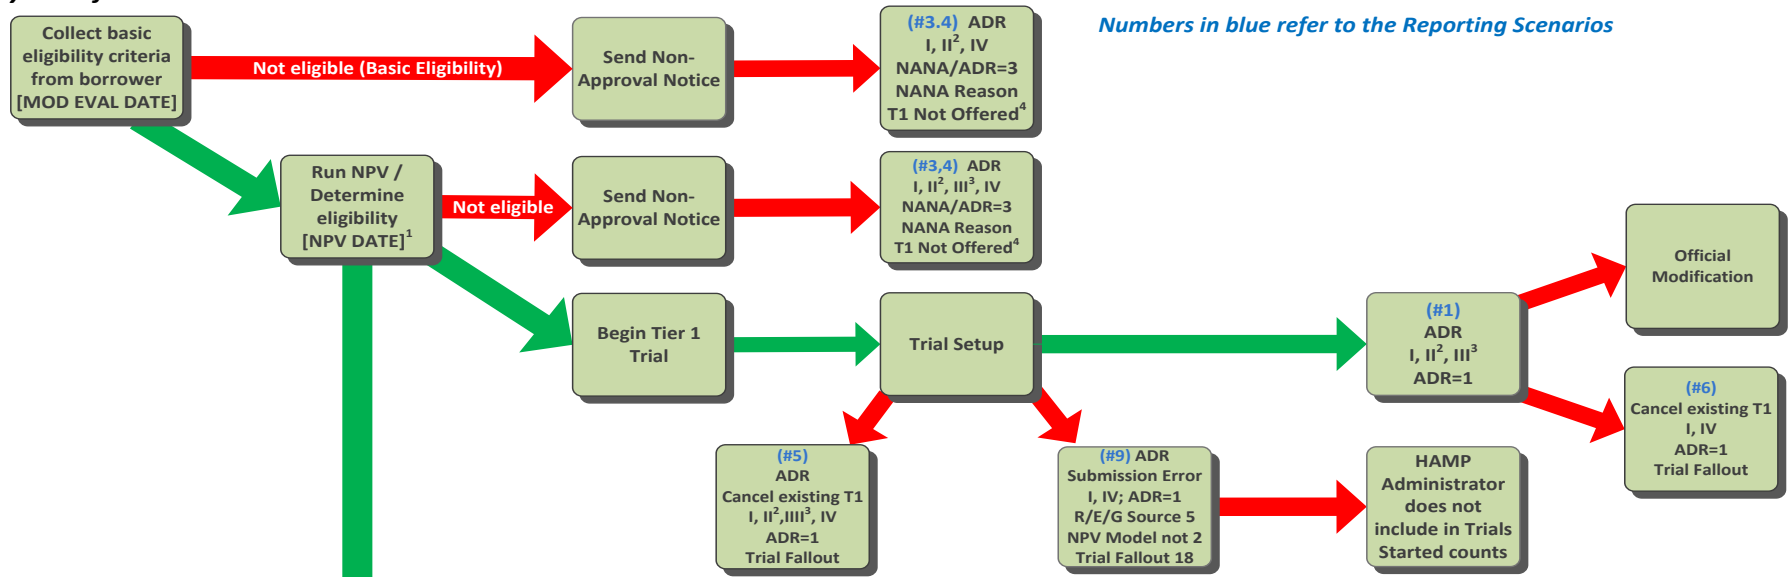 Numbers in blue refer to the Reporting Scenarios
Collect basic
eligibility criteria
from borrower
[MOD EVAL DATE]
Not eligible (Basic Eligibility)
Send Non-
Approval Notice
(#3.4) ADR
I, II², IV
NANA/ADR=3
NANA Reason
T1 Not Offered⁴
Run NPV /
Determine
eligibility
[NPV DATE]¹
Not eligible
Send Non-
Approval Notice
(#3,4) ADR
I, II², III³, IV
NANA/ADR=3
NANA Reason
T1 Not Offered⁴
Begin Tier 1
Trial
Trial Setup
(#1)
ADR
I, II², III³
ADR=1
Official
Modification
(#6)
Cancel existing T1
I, IV
ADR=1
Trial Fallout
(#5)
ADR
Cancel existing T1
I, II²,IIII³, IV
ADR=1
Trial Fallout
(#9) ADR
Submission Error
I, IV; ADR=1
R/E/G Source 5
NPV Model not 2
Trial Fallout 18
HAMP
Administrator
does not
include in Trials
Started counts